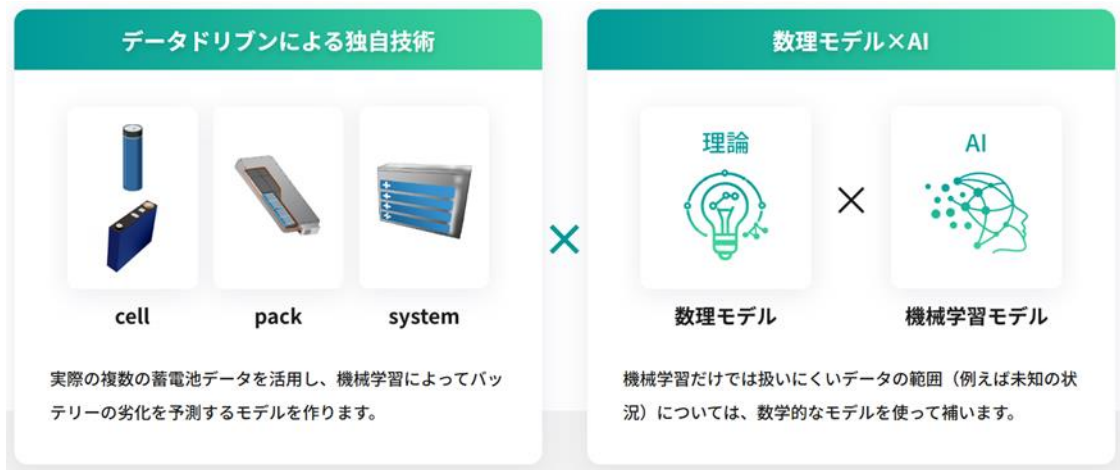 データドリブンによる独自技術
cell
pack
system
実際の複数の蓄電池データを活用し、機械学習によってバッ
テリーの劣化を予測するモデルを作ります。
×
数理モデル×AI
理論
×
AI
数理モデル
機械学習モデル
機械学習だけでは扱いにくいデータの範囲（例えば未知の状
況）については、数学的なモデルを使って補います。